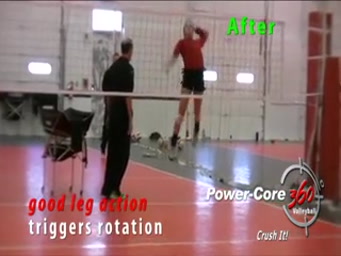 After
good leg action
triggers rotation
Power-Core 360
Volleyball
Crush It!